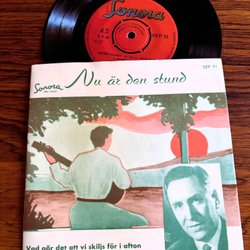 Sonora
45
SEP 91
SEP 91
Sonora
Nu är den stund
Vad gör det att vi skiljs för i afton